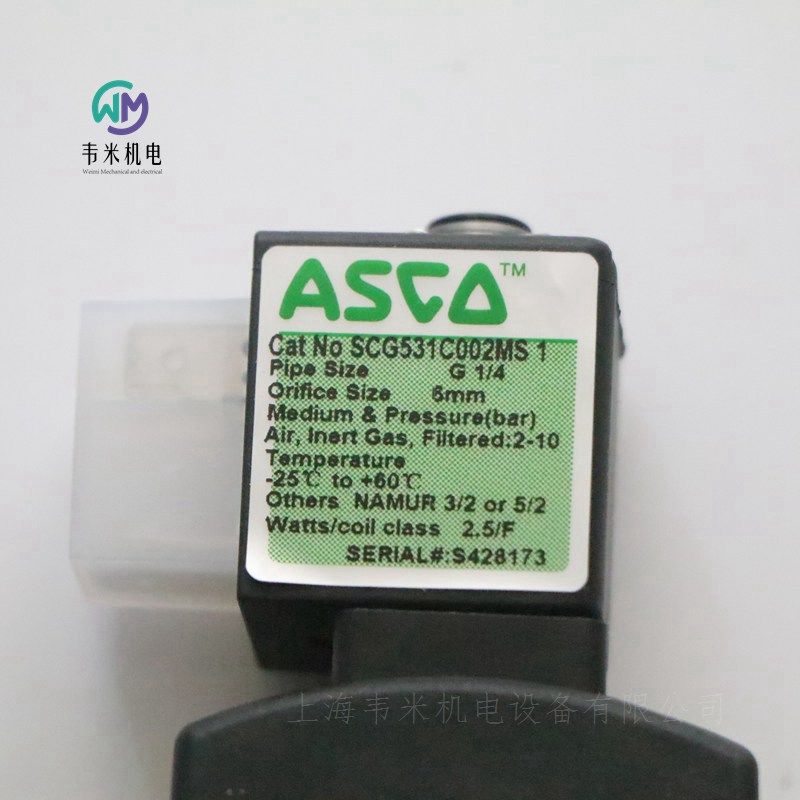 WM
韦米机电
Weimi Mechanical and electrical
ASCO™
Cat No SCG531C002MS 1
Pipe Size G 1/4
Orifice Size 6mm
Medium & Pressure(bar)
Air, Inert Gas, Filtered:2-10
Temperature
-25℃ to +60℃
Others NAMUR 3/2 or 5/2
Watts/coil class 2.5/F
SERIAL#:S428173
上海韦米机电设备有限公司